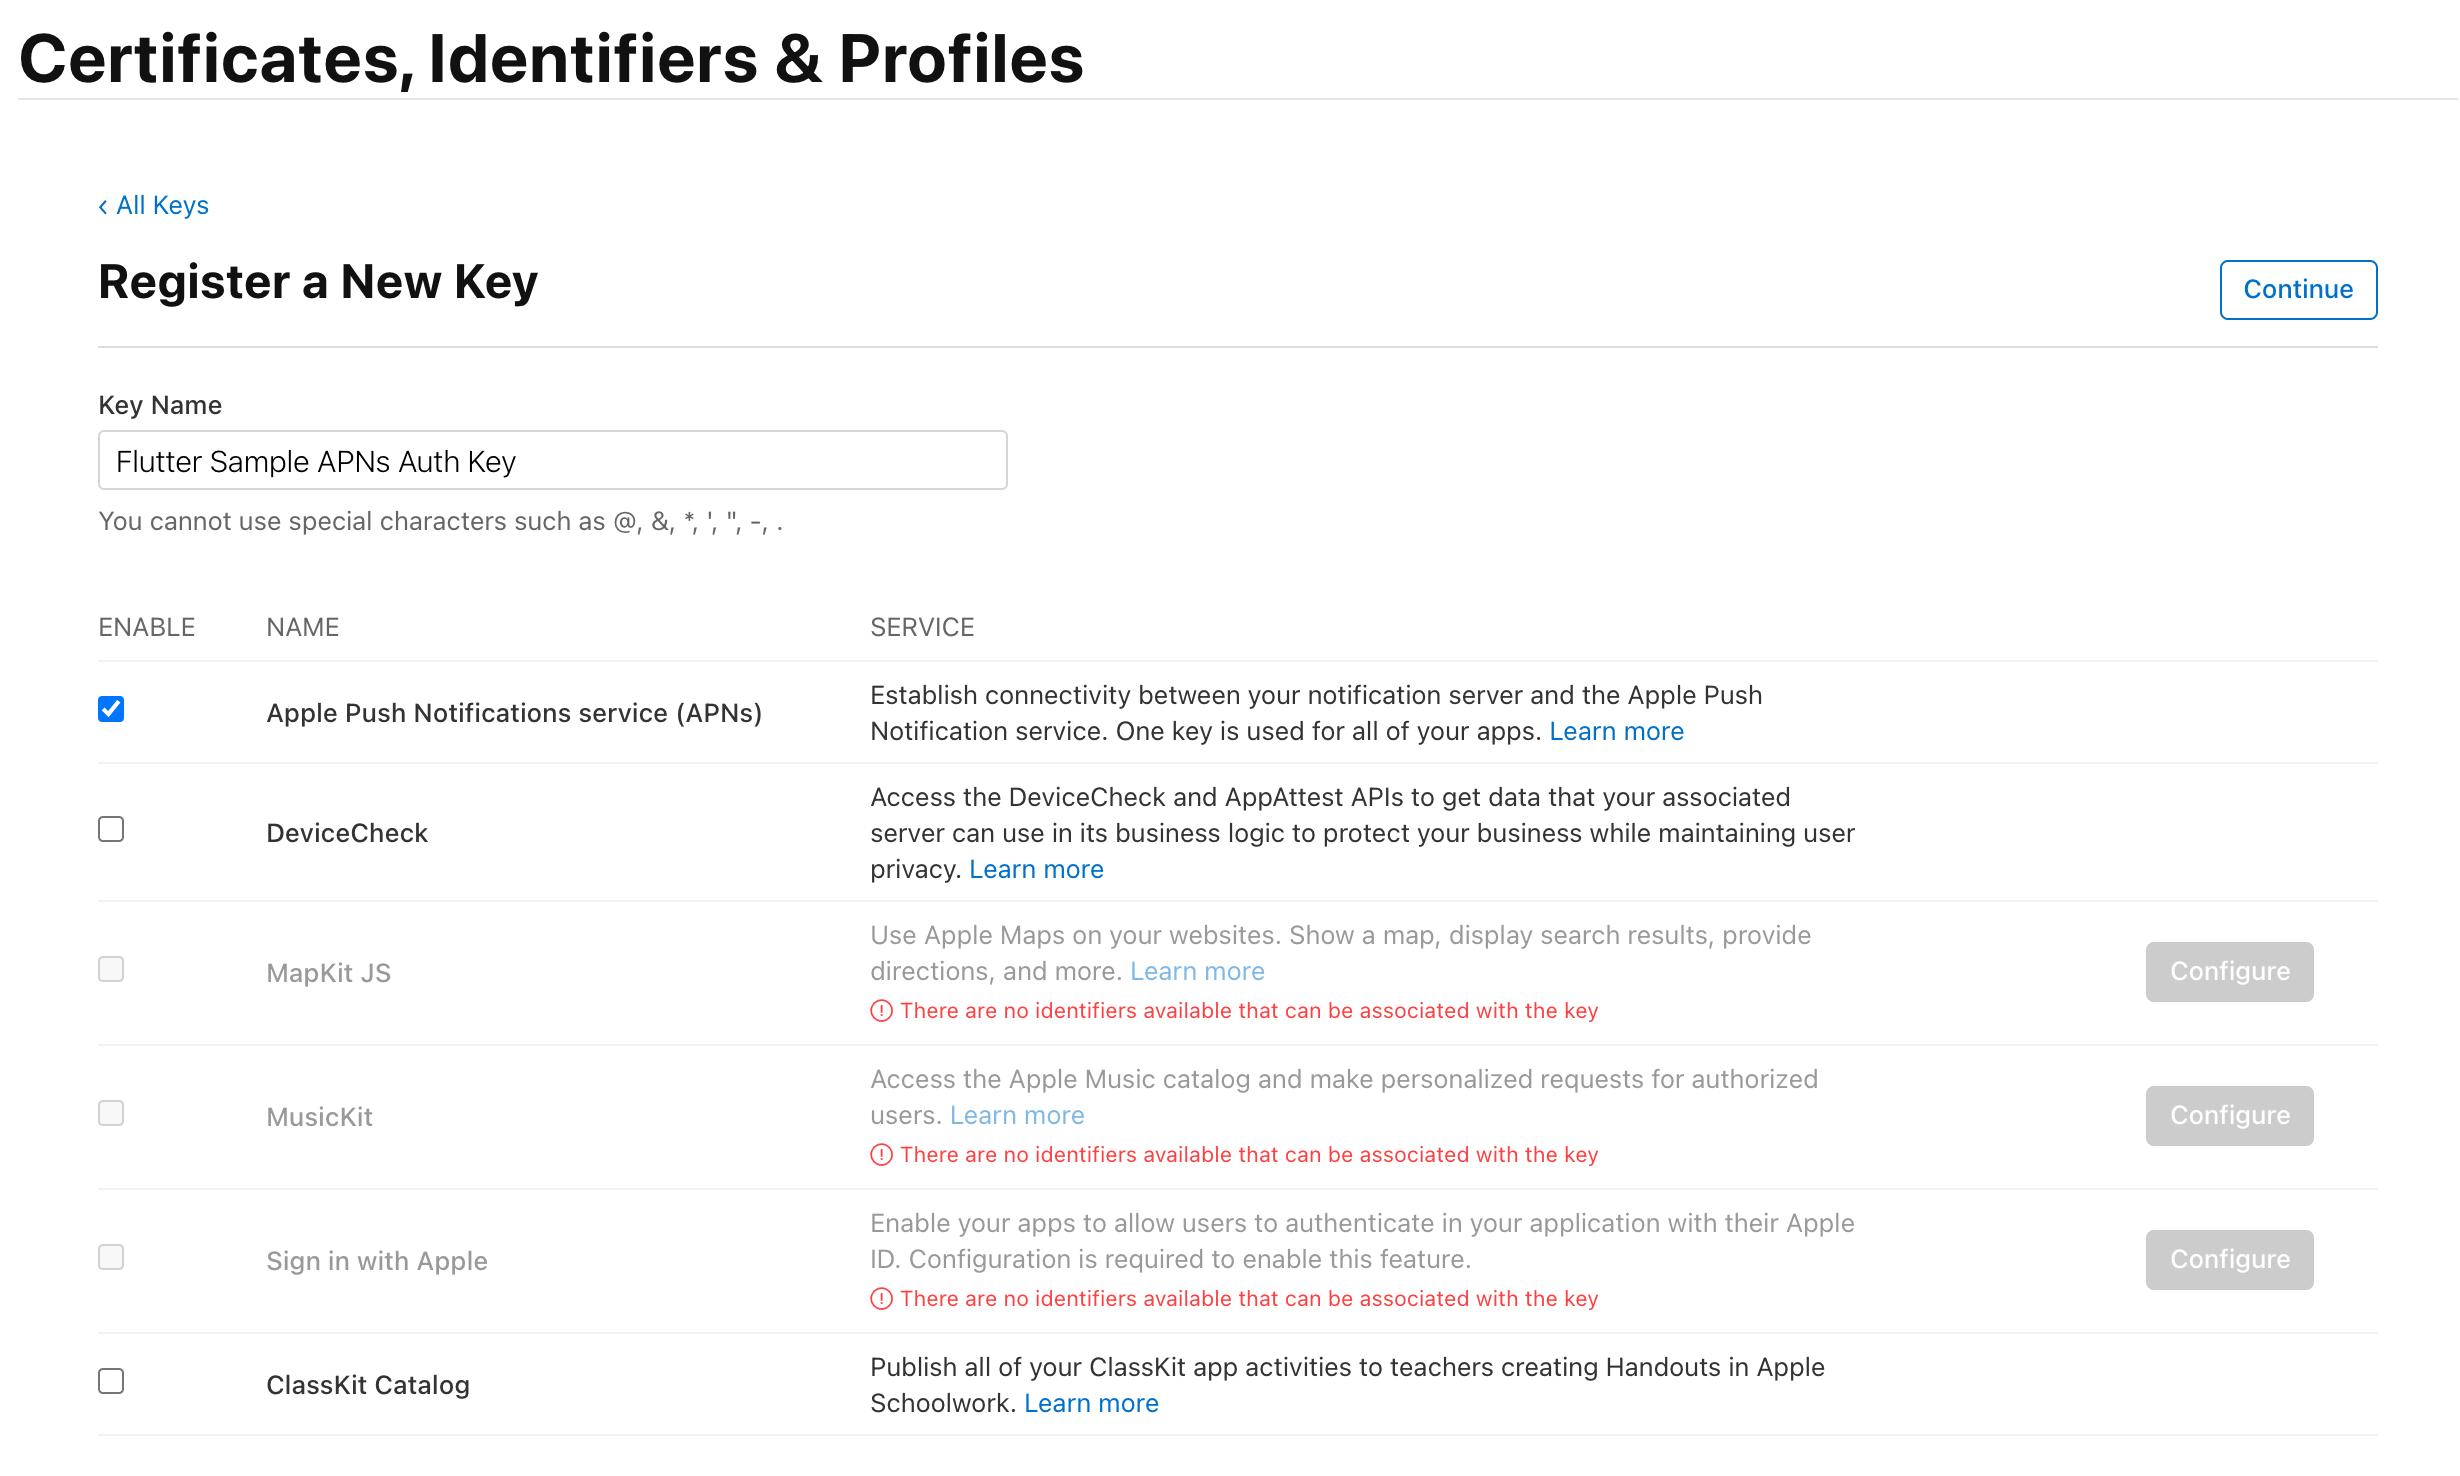 Certificates, Identifiers & Profiles
‹ All Keys
Register a New Key
Continue
Key Name
Flutter Sample APNs Auth Key
You cannot use special characters such as @, &, *, ', ", -, .
ENABLE NAME SERVICE
Apple Push Notifications service (APNs)
Establish connectivity between your notification server and the Apple Push
Notification service. One key is used for all of your apps. Learn more
DeviceCheck
Access the DeviceCheck and AppAttest APIs to get data that your associated
server can use in its business logic to protect your business while maintaining user
privacy. Learn more
MapKit JS
Use Apple Maps on your websites. Show a map, display search results, provide
directions, and more. Learn more
There are no identifiers available that can be associated with the key
Configure
MusicKit
Access the Apple Music catalog and make personalized requests for authorized
users. Learn more
There are no identifiers available that can be associated with the key
Configure
Sign in with Apple
Enable your apps to allow users to authenticate in your application with their Apple
ID. Configuration is required to enable this feature.
There are no identifiers available that can be associated with the key
Configure
ClassKit Catalog
Publish all of your ClassKit app activities to teachers creating Handouts in Apple
Schoolwork. Learn more